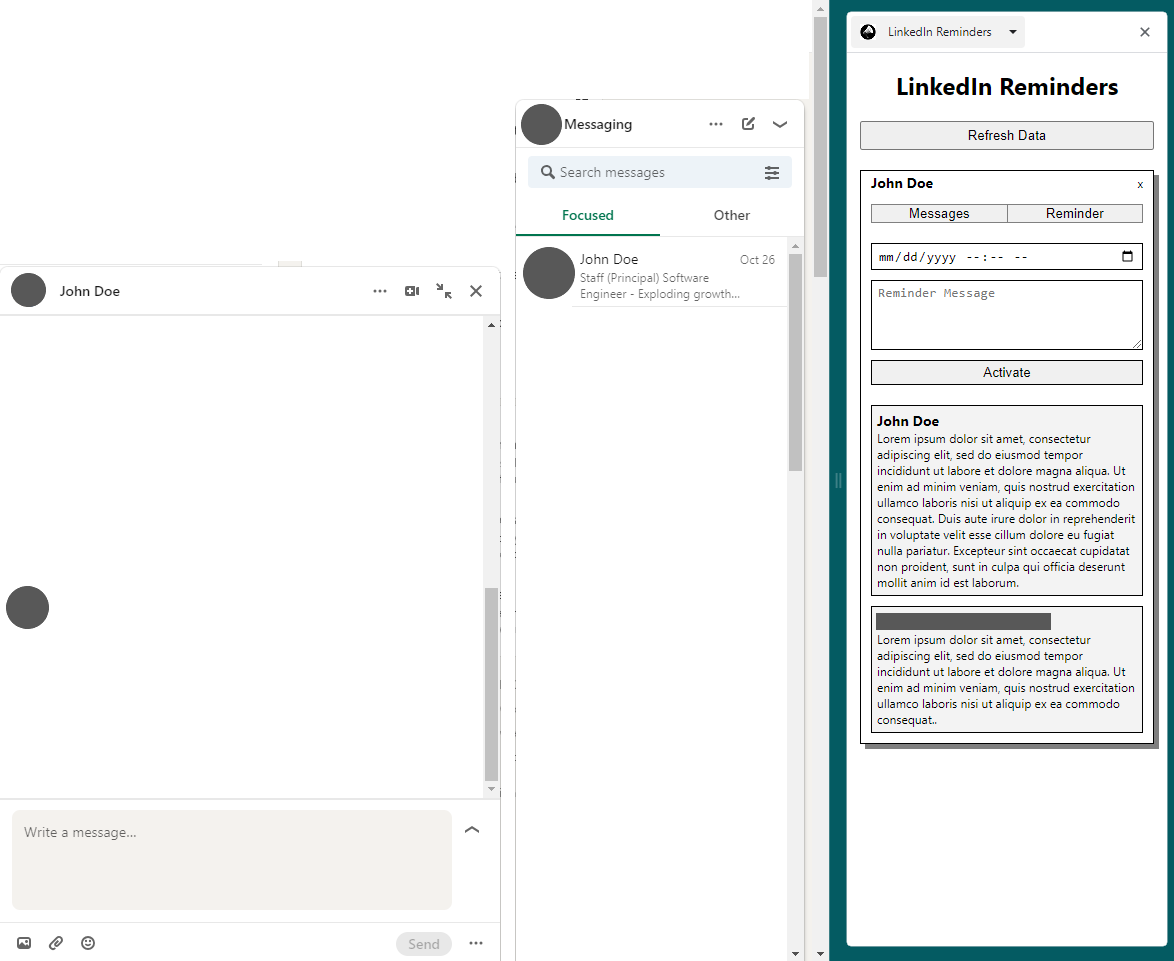 John Doe
Write a message...
Send
Messaging
Search messages
Focused
Other
John Doe
Oct 26
Staff (Principal) Software
Engineer - Exploding growth...
LinkedIn Reminders
LinkedIn Reminders
Refresh Data
John Doe
x
Messages
Reminder
mm/dd/yyyy --:-- --
Reminder Message
Activate
John Doe
Lorem ipsum dolor sit amet, consectetur
adipiscing elit, sed do eiusmod tempor
incididunt ut labore et dolore magna aliqua. Ut
enim ad minim veniam, quis nostrud exercitation
ullamco laboris nisi ut aliquip ex ea commodo
consequat. Duis aute irure dolor in reprehenderit
in voluptate velit esse cillum dolore eu fugiat
nulla pariatur. Excepteur sint occaecat cupidatat
non proident, sunt in culpa qui officia deserunt
mollit anim id est laborum.
Lorem ipsum dolor sit amet, consectetur
adipiscing elit, sed do eiusmod tempor
incididunt ut labore et dolore magna aliqua. Ut
enim ad minim veniam, quis nostrud exercitation
ullamco laboris nisi ut aliquip ex ea commodo
consequat..